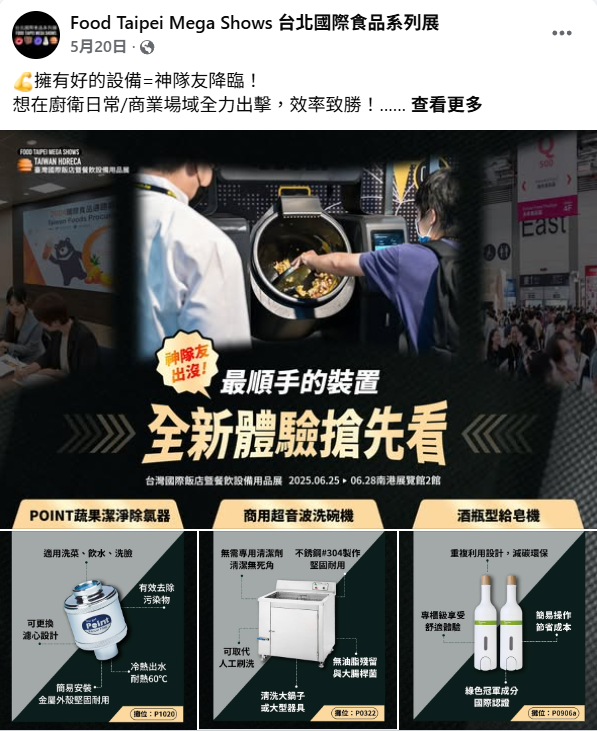 Food Taipei Mega Shows 台北國際食品系列展
5月20日
💪擁有好的設備=神隊友降臨！
想在廚衛日常/商業場域全力出擊，效率致勝！...... 查看更多
FOOD TAIPEI MEGA SHOWS
TAIWAN HORECA
臺灣國際飯店暨餐飲設備用品展
Q
500
East
神隊友
出沒!
最順手的裝置
全新體驗搶先看
台灣國際飯店暨餐飲設備用品展 2025.06.25 ▸ 06.28南港展覽館2館
POINT蔬果潔淨除氯器
商用超音波洗碗機
酒瓶型給皂機
適用洗菜、飲水、洗臉
有效去除
污染物
可更換
濾心設計
Point
冷熱出水
耐熱60℃
簡易安裝
金屬外殼堅固耐用
攤位：P1020
無需專用清潔劑
清潔無死角
不銹鋼#304製作
堅固耐用
可取代
人工刷洗
無油脂殘留
與大腸桿菌
清洗大鍋子
或大型器具
攤位：P0322
重複利用設計，減碳環保
專櫃級享受
舒適體驗
簡易操作
節省成本
綠色冠軍成分
國際認證
攤位：P0906a